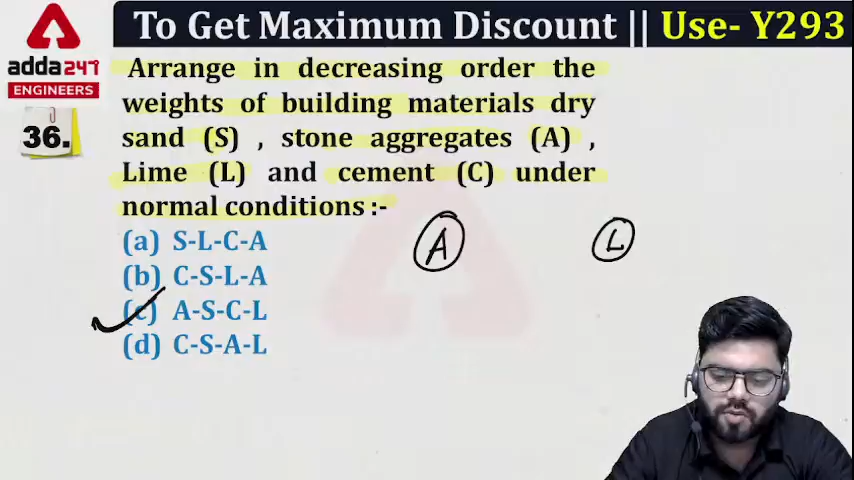 To Get Maximum Discount || Use- Y293
adda247
ENGINEERS
36.
Arrange in decreasing order the
weights of building materials dry
sand (S) , stone aggregates (A) ,
Lime (L) and cement (C) under
normal conditions :-
(a) S-L-C-A
(b) C-S-L-A
(c) A-S-C-L
(d) C-S-A-L
A
L